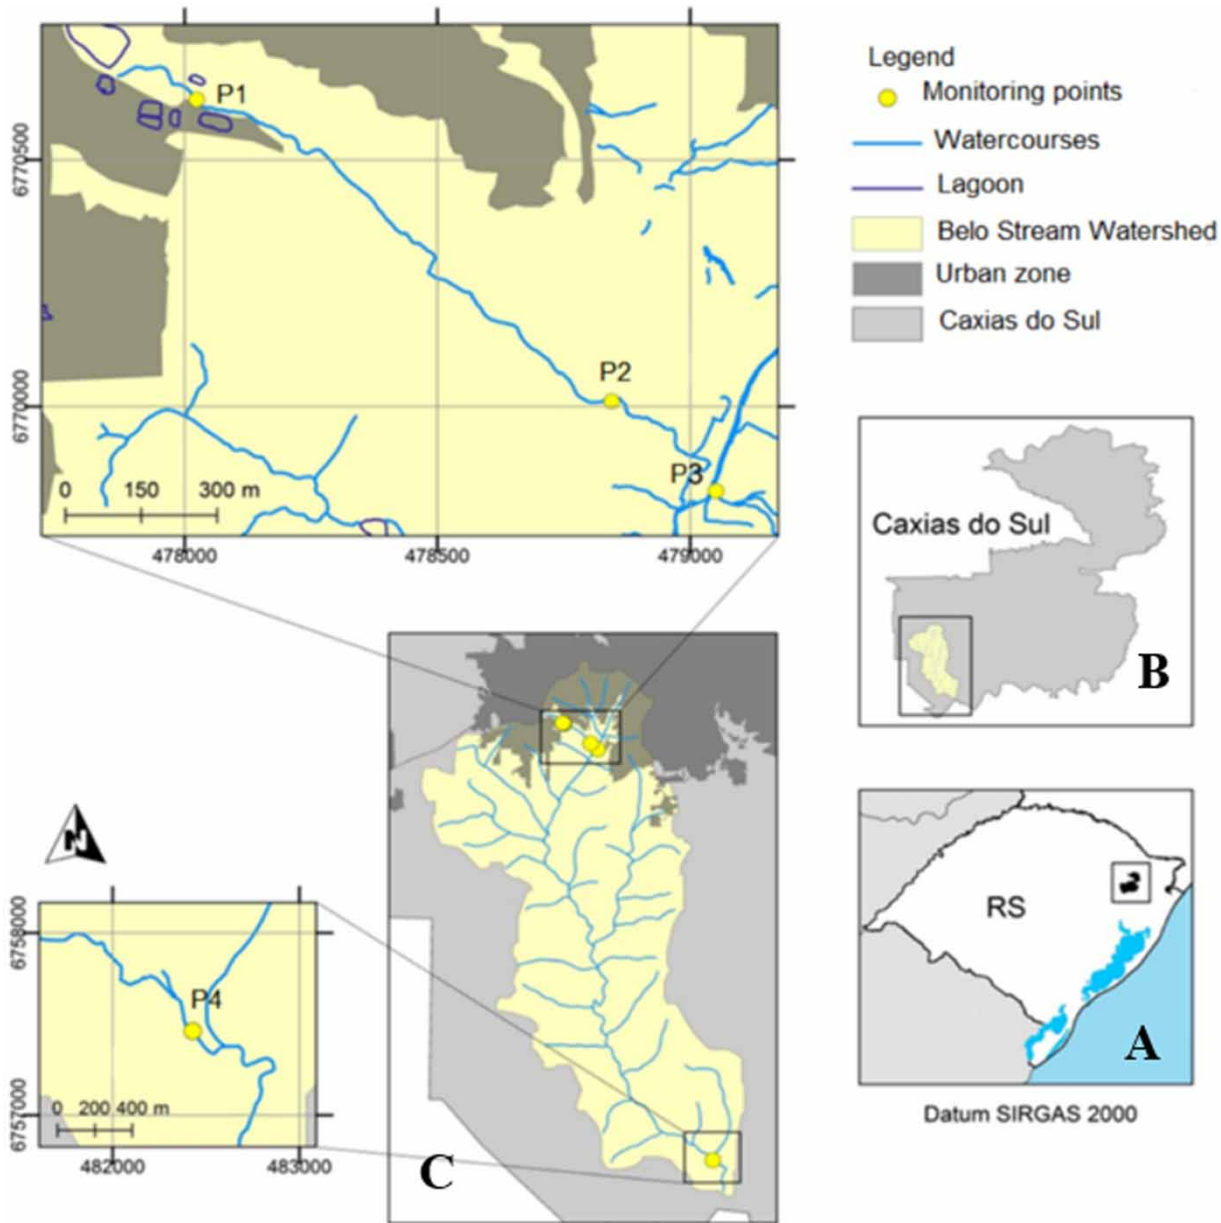 P1
P2
P3
6770500
6770000
0 150 300 m
478000 478500 479000
Legend
Monitoring points
Watercourses
Lagoon
Belo Stream Watershed
Urban zone
Caxias do Sul
Caxias do Sul
B
N
P4
6758000
6757000
0 200 400 m
482000 483000
C
RS
A
Datum SIRGAS 2000